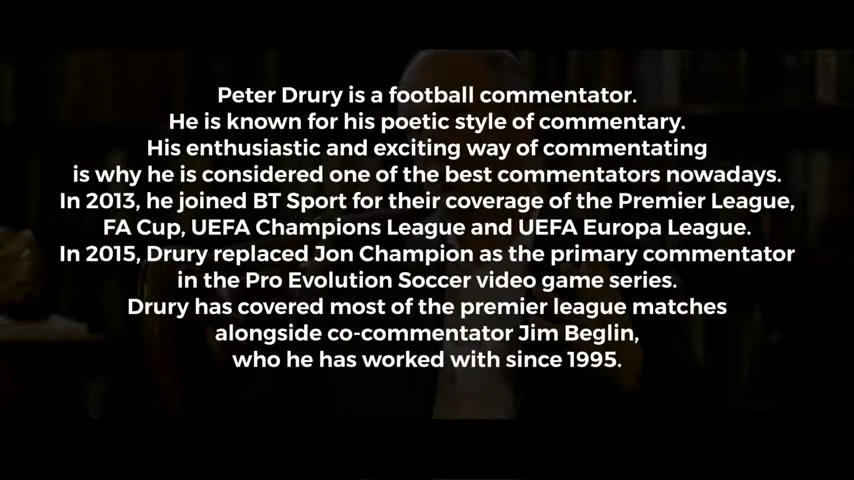 Peter Drury is a football commentator.
He is known for his poetic style of commentary.
His enthusiastic and exciting way of commentating
is why he is considered one of the best commentators nowadays.
In 2013, he joined BT Sport for their coverage of the Premier League,
FA Cup, UEFA Champions League and UEFA Europa League.
In 2015, Drury replaced Jon Champion as the primary commentator
in the Pro Evolution Soccer video game series.
Drury has covered most of the premier league matches
alongside co-commentator Jim Beglin,
who he has worked with since 1995.